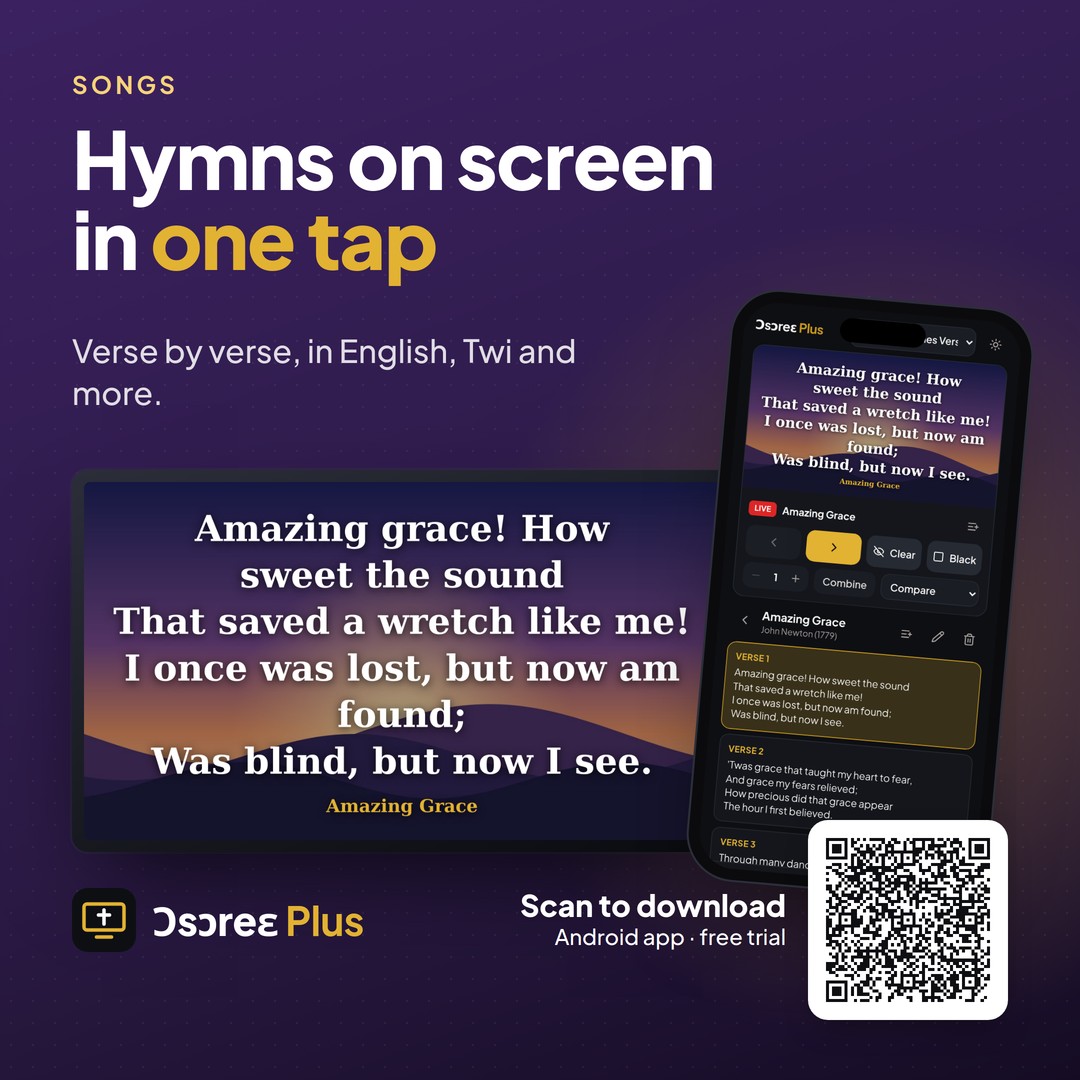 SONGS
Hymns on screen
in one tap
Verse by verse, in English, Twi and
more.
Amazing grace! How
sweet the sound
That saved a wretch like me!
I once was lost, but now am
found;
Was blind, but now I see.
Amazing Grace
Ɔsɔreɛ Plus
Amazing grace! How
sweet the sound
That saved a wretch like me!
I once was lost, but now am
found;
Was blind, but now I see.
Amazing Grace
LIVE Amazing Grace
Clear Black
1 Combine Compare
Amazing Grace
John Newton (1779)
VERSE 1
Amazing grace! How sweet the sound
That saved a wretch like me!
I once was lost, but now am found;
Was blind, but now I see.
VERSE 2
'Twas grace that taught my heart to fear,
And grace my fears relieved;
How precious did that grace appear
The hour I first believed.
VERSE 3
Through many
Ɔsɔreɛ Plus
Scan to download
Android app · free trial